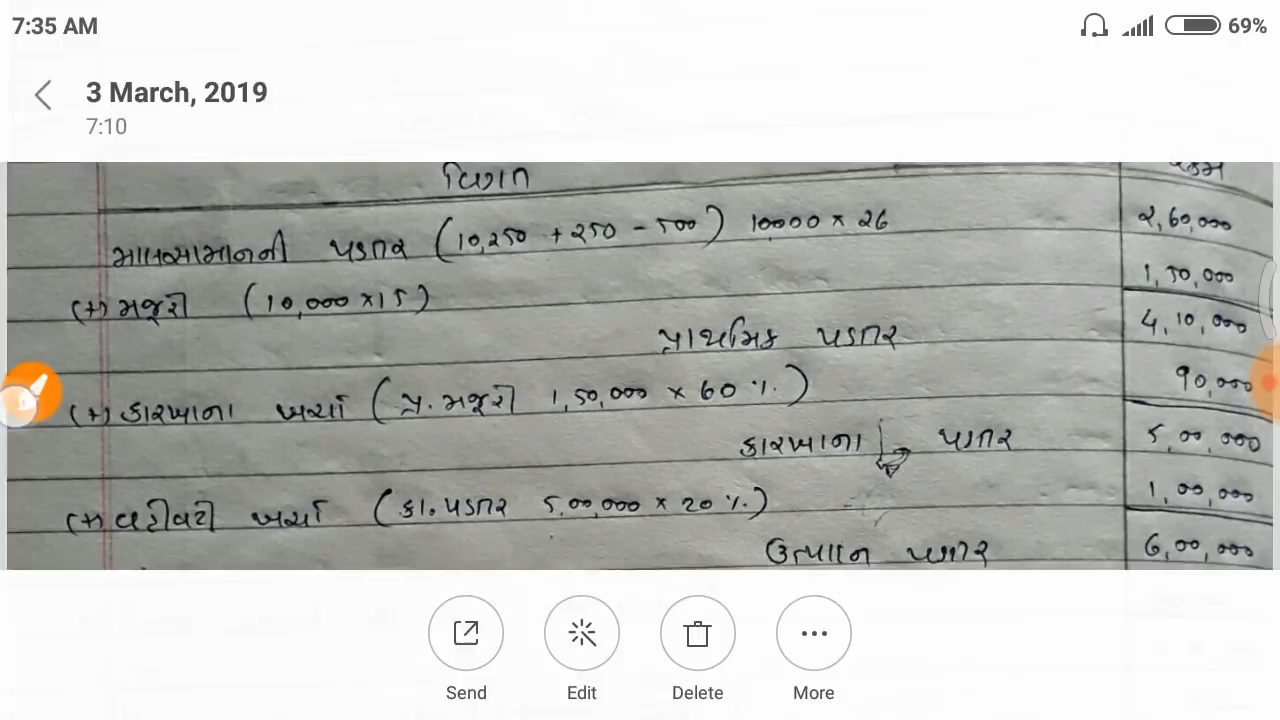 7:35 AM
69%
3 March, 2019
7:10
વિગત
રકમ
માલસામાનની પડતર (10,250 + 250 - 500) 10000 × 26 2,60,000
(+) મજૂરી (10,000 × 15) 1,50,000
પ્રાથમિક પડતર 4,10,000
(+) કારખાના ખર્ચા (પ્ર. મજૂરી 1,50,000 × 60 %.) 90,000
કારખાના પડતર 5,00,000
(+) વહીવટી ખર્ચા (કા. પડતર 5,00,000 × 20 %.) 1,00,000
ઉત્પાદન પડતર 6,00,000
Send Edit Delete More